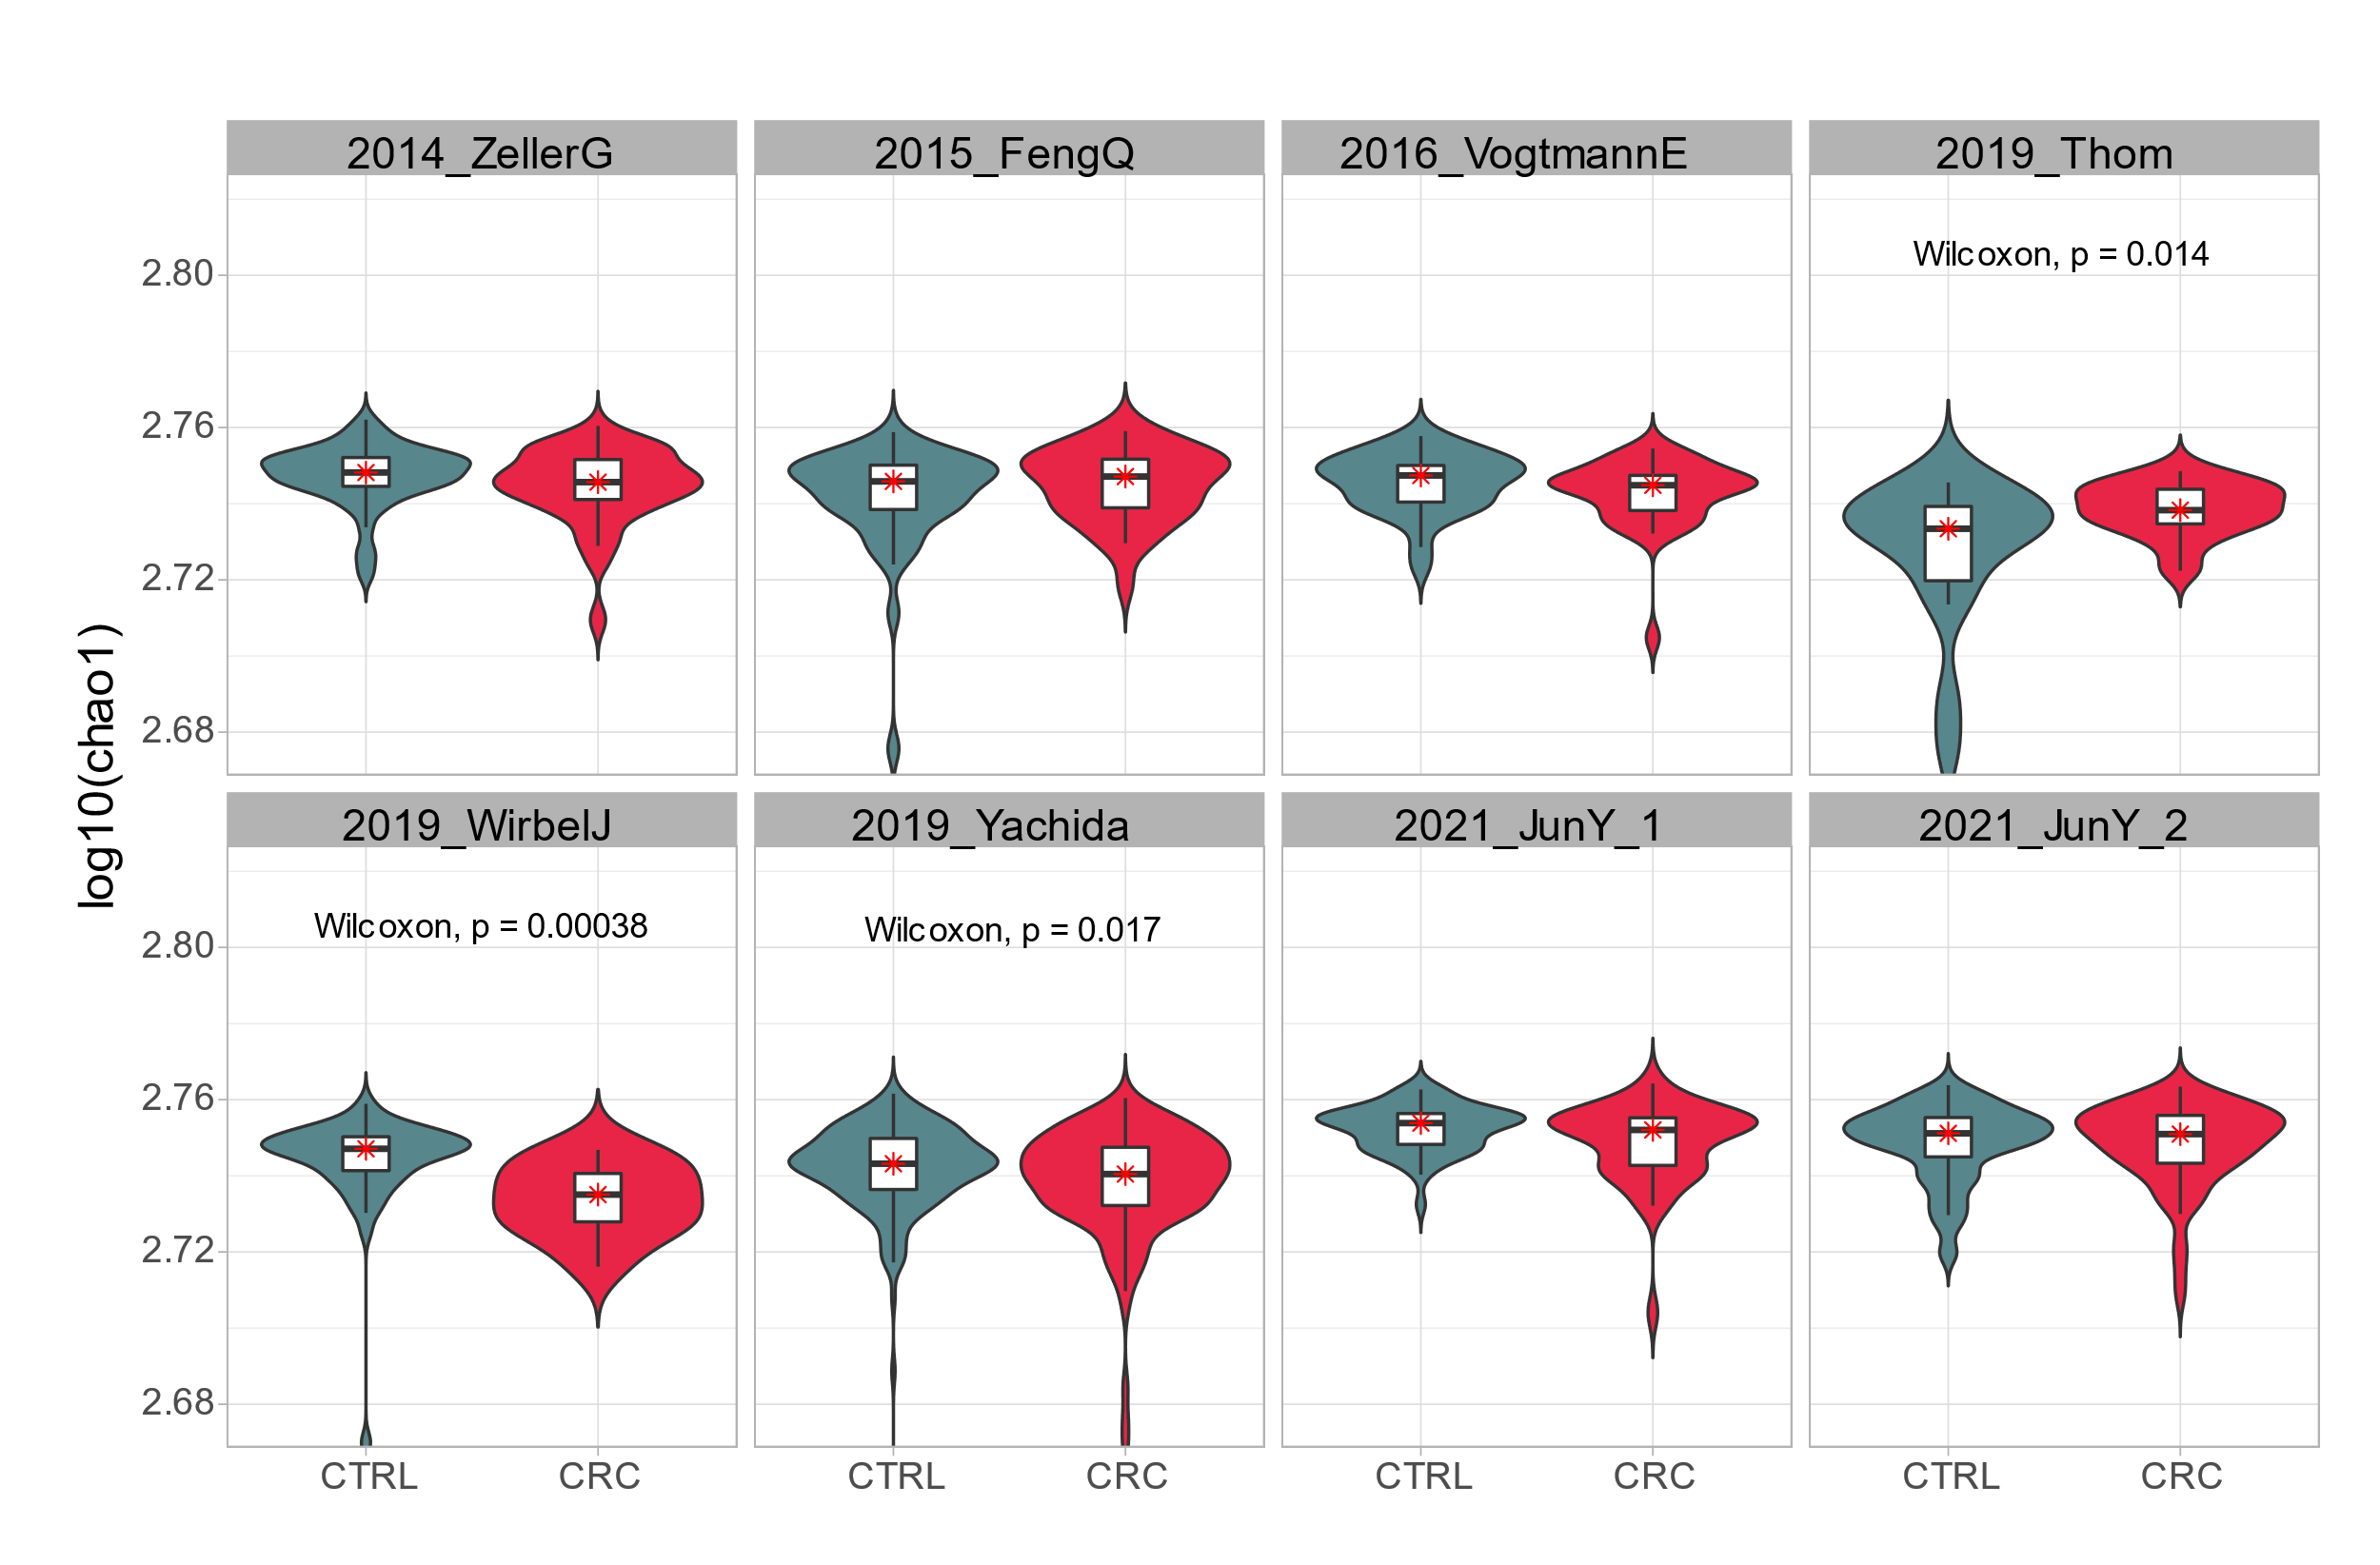 2014_ZellerG
2015_FengQ
2016_VogtmannE
2019_Thom
Wilcoxon, p = 0.014
2.80
2.76
2.72
2.68
log10(chao1)
2019_WirbelJ
2019_Yachida
2021_JunY_1
2021_JunY_2
Wilcoxon, p = 0.00038
Wilcoxon, p = 0.017
2.80
2.76
2.72
2.68
CTRL
CRC
CTRL
CRC
CTRL
CRC
CTRL
CRC